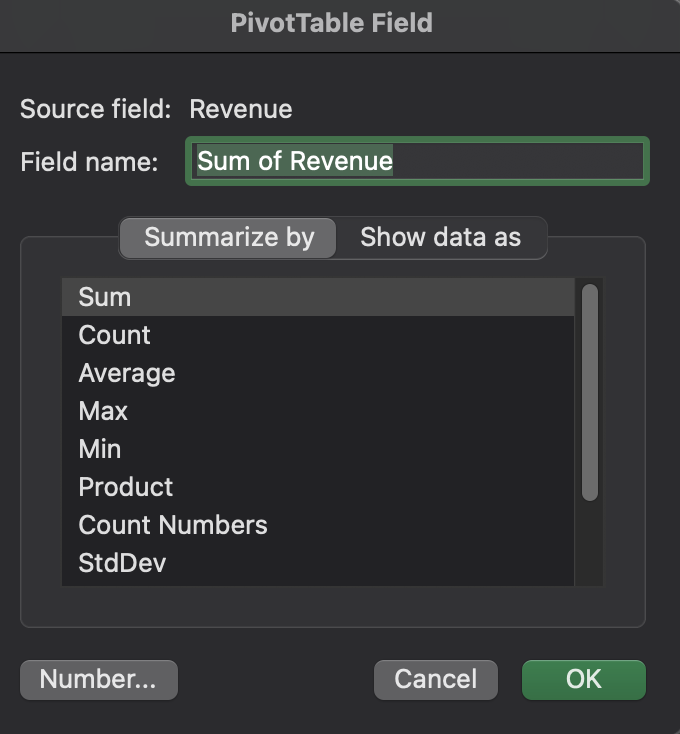 PivotTable Field
Source field: Revenue
Field name: Sum of Revenue
Summarize by Show data as
Sum
Count
Average
Max
Min
Product
Count Numbers
StdDev
Number... Cancel OK